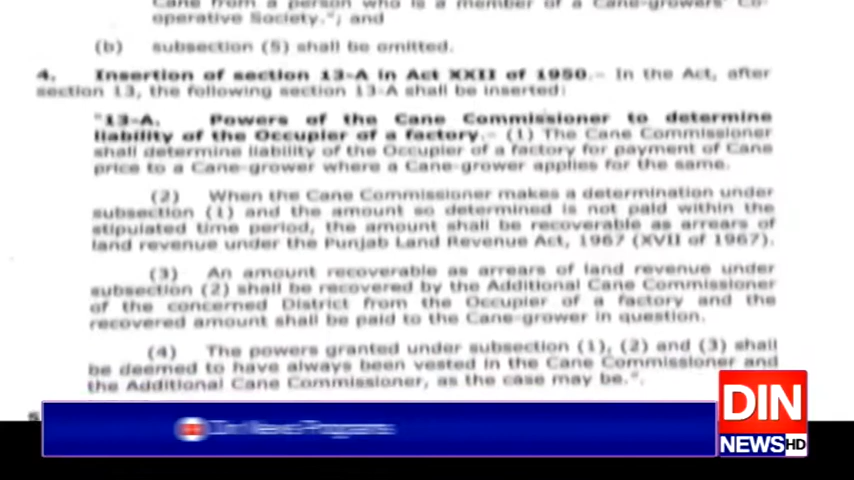 Cane from a person who is a member of a Cane-growers' Co-
operative Society."; and
(b) subsection (5) shall be omitted.
4. Insertion of section 13-A in Act XXII of 1950.- In the Act, after
section 13, the following section 13-A shall be inserted:
"13-A. Powers of the Cane Commissioner to determine
liability of the Occupier of a factory.- (1) The Cane Commissioner
shall determine liability of the Occupier of a factory for payment of Cane
price to a Cane-grower where a Cane-grower applies for the same.
(2) When the Cane Commissioner makes a determination under
subsection (1) and the amount so determined is not paid within the
stipulated time period, the amount shall be recoverable as arrears of
land revenue under the Punjab Land Revenue Act, 1967 (XVII of 1967).
(3) An amount recoverable as arrears of land revenue under
subsection (2) shall be recovered by the Additional Cane Commissioner
of the concerned District from the Occupier of a factory and the
recovered amount shall be paid to the Cane-grower in question.
(4) The powers granted under subsection (1), (2) and (3) shall
be deemed to have always been vested in the Cane Commissioner and
the Additional Cane Commissioner, as the case may be.".
5
Din News Programs
DIN
NEWS HD